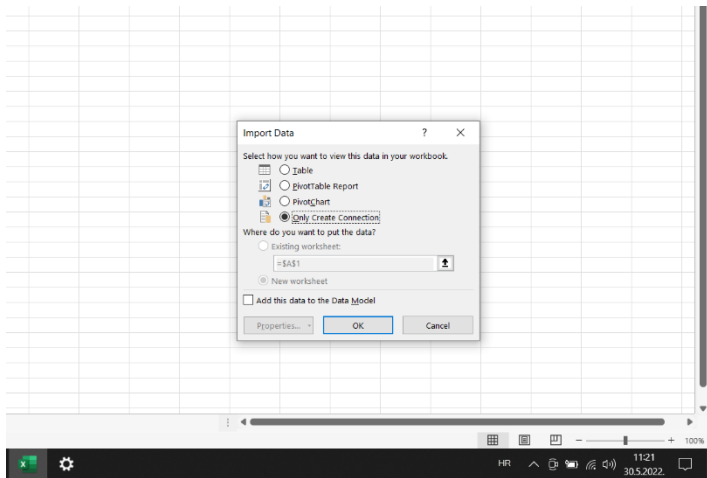 Import Data
?
Select how you want to view this data in your workbook.
Table
PivotTable Report
PivotChart
Only Create Connection
Where do you want to put the data?
Existing worksheet:
=$A$1
New worksheet
Add this data to the Data Model
Properties... OK Cancel
- + 100%
HR 11:21
30.5.2022.